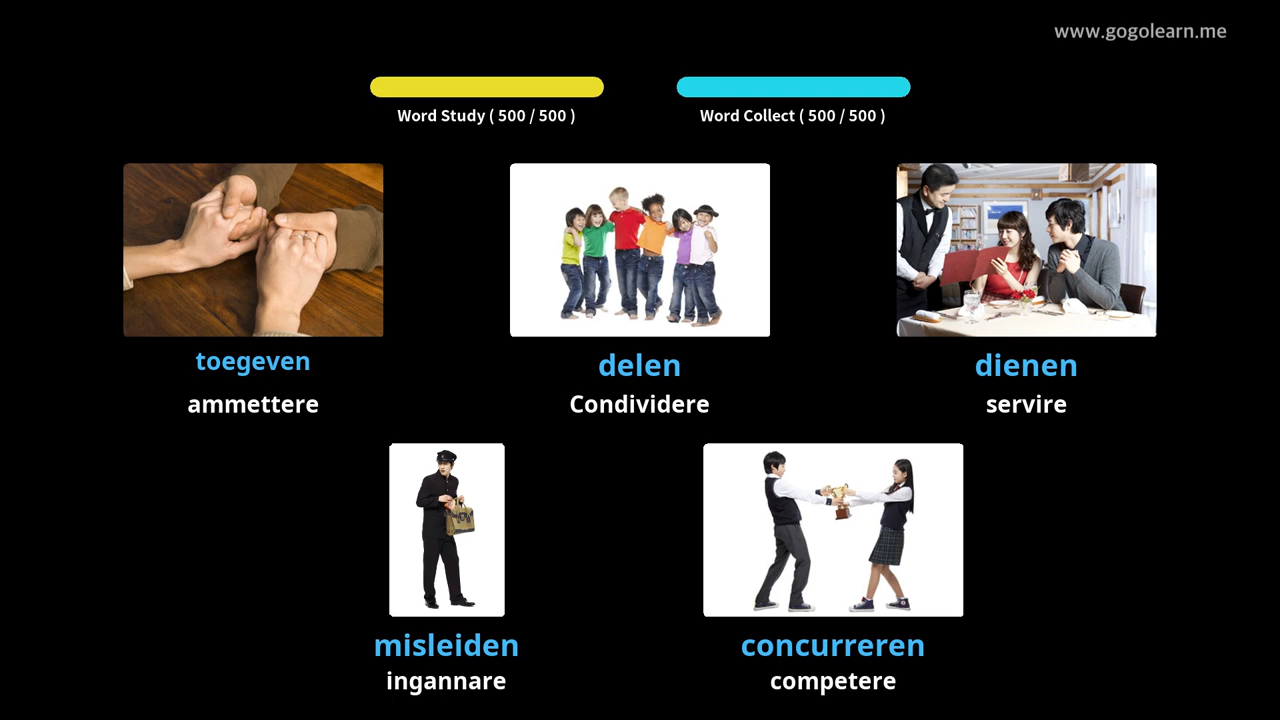 www.gogolearn.me
Word Study ( 500 / 500 )
Word Collect ( 500 / 500 )
toegeven
ammettere
delen
Condividere
dienen
servire
misleiden
ingannare
concurreren
competere